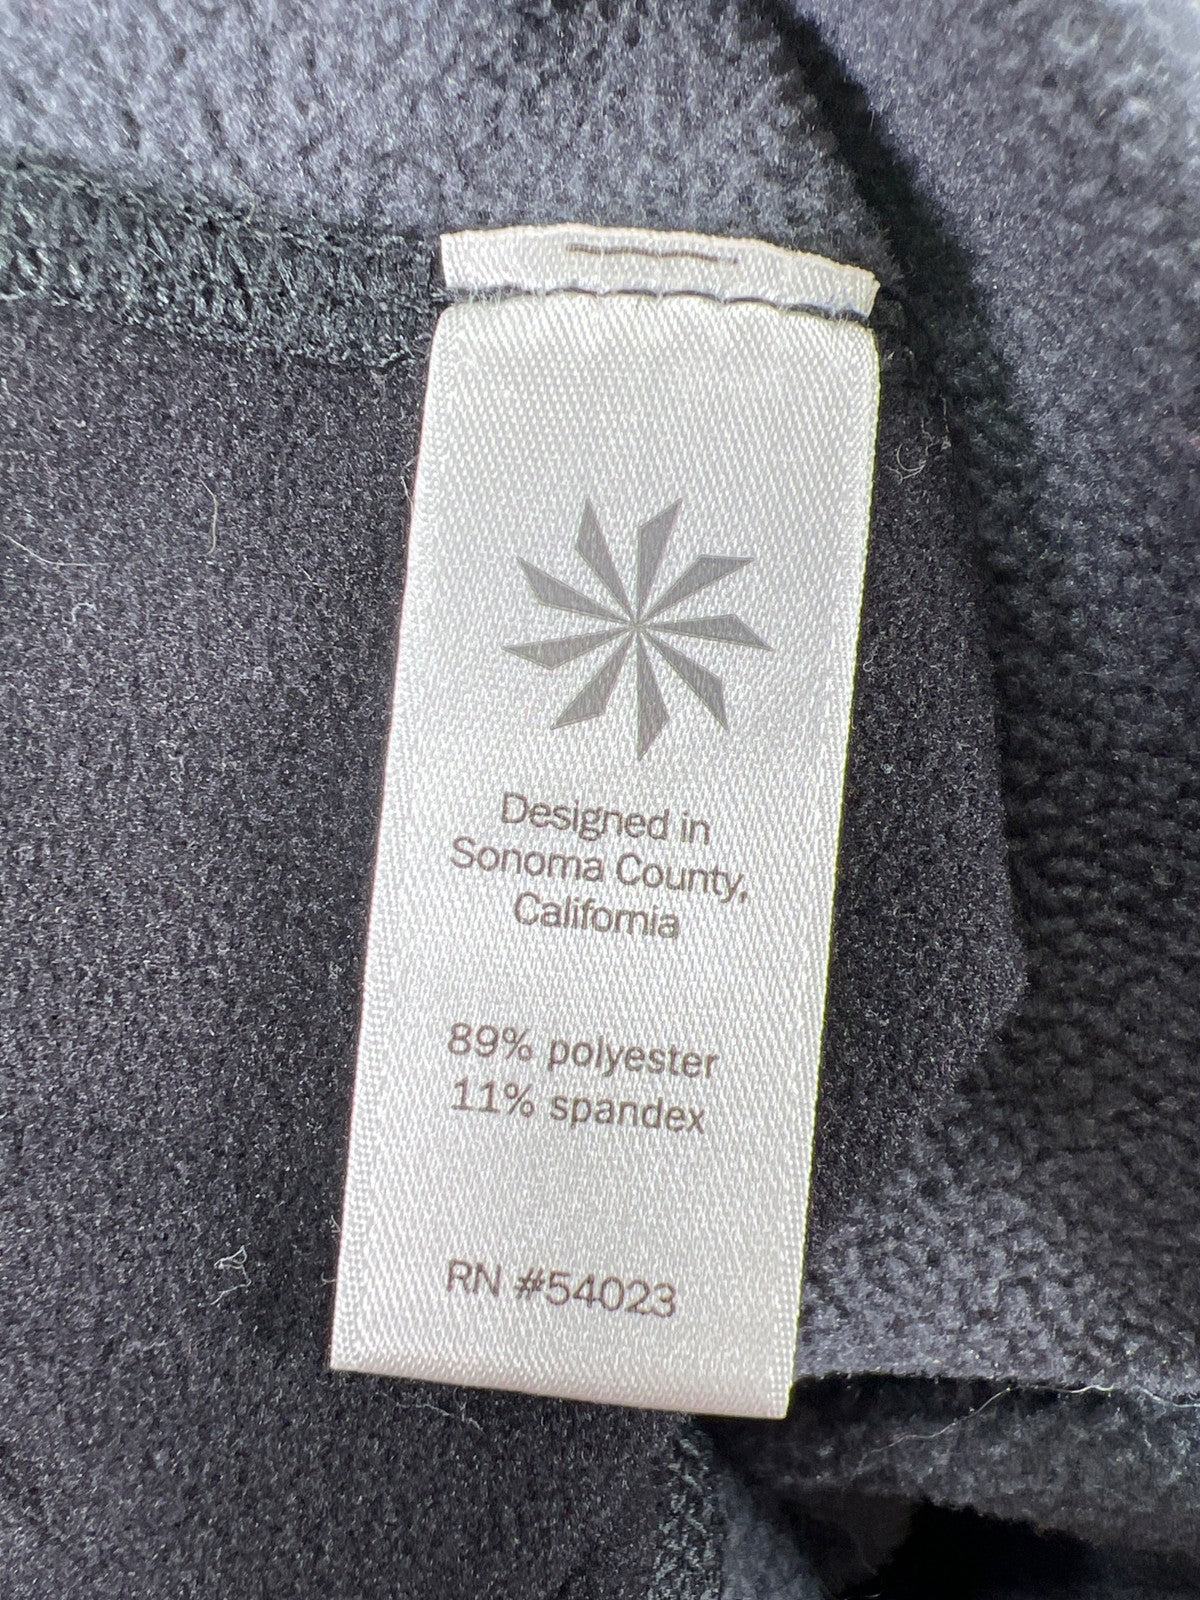 Designed in
Sonoma County,
California
89% polyester
11% spandex
RN #54023